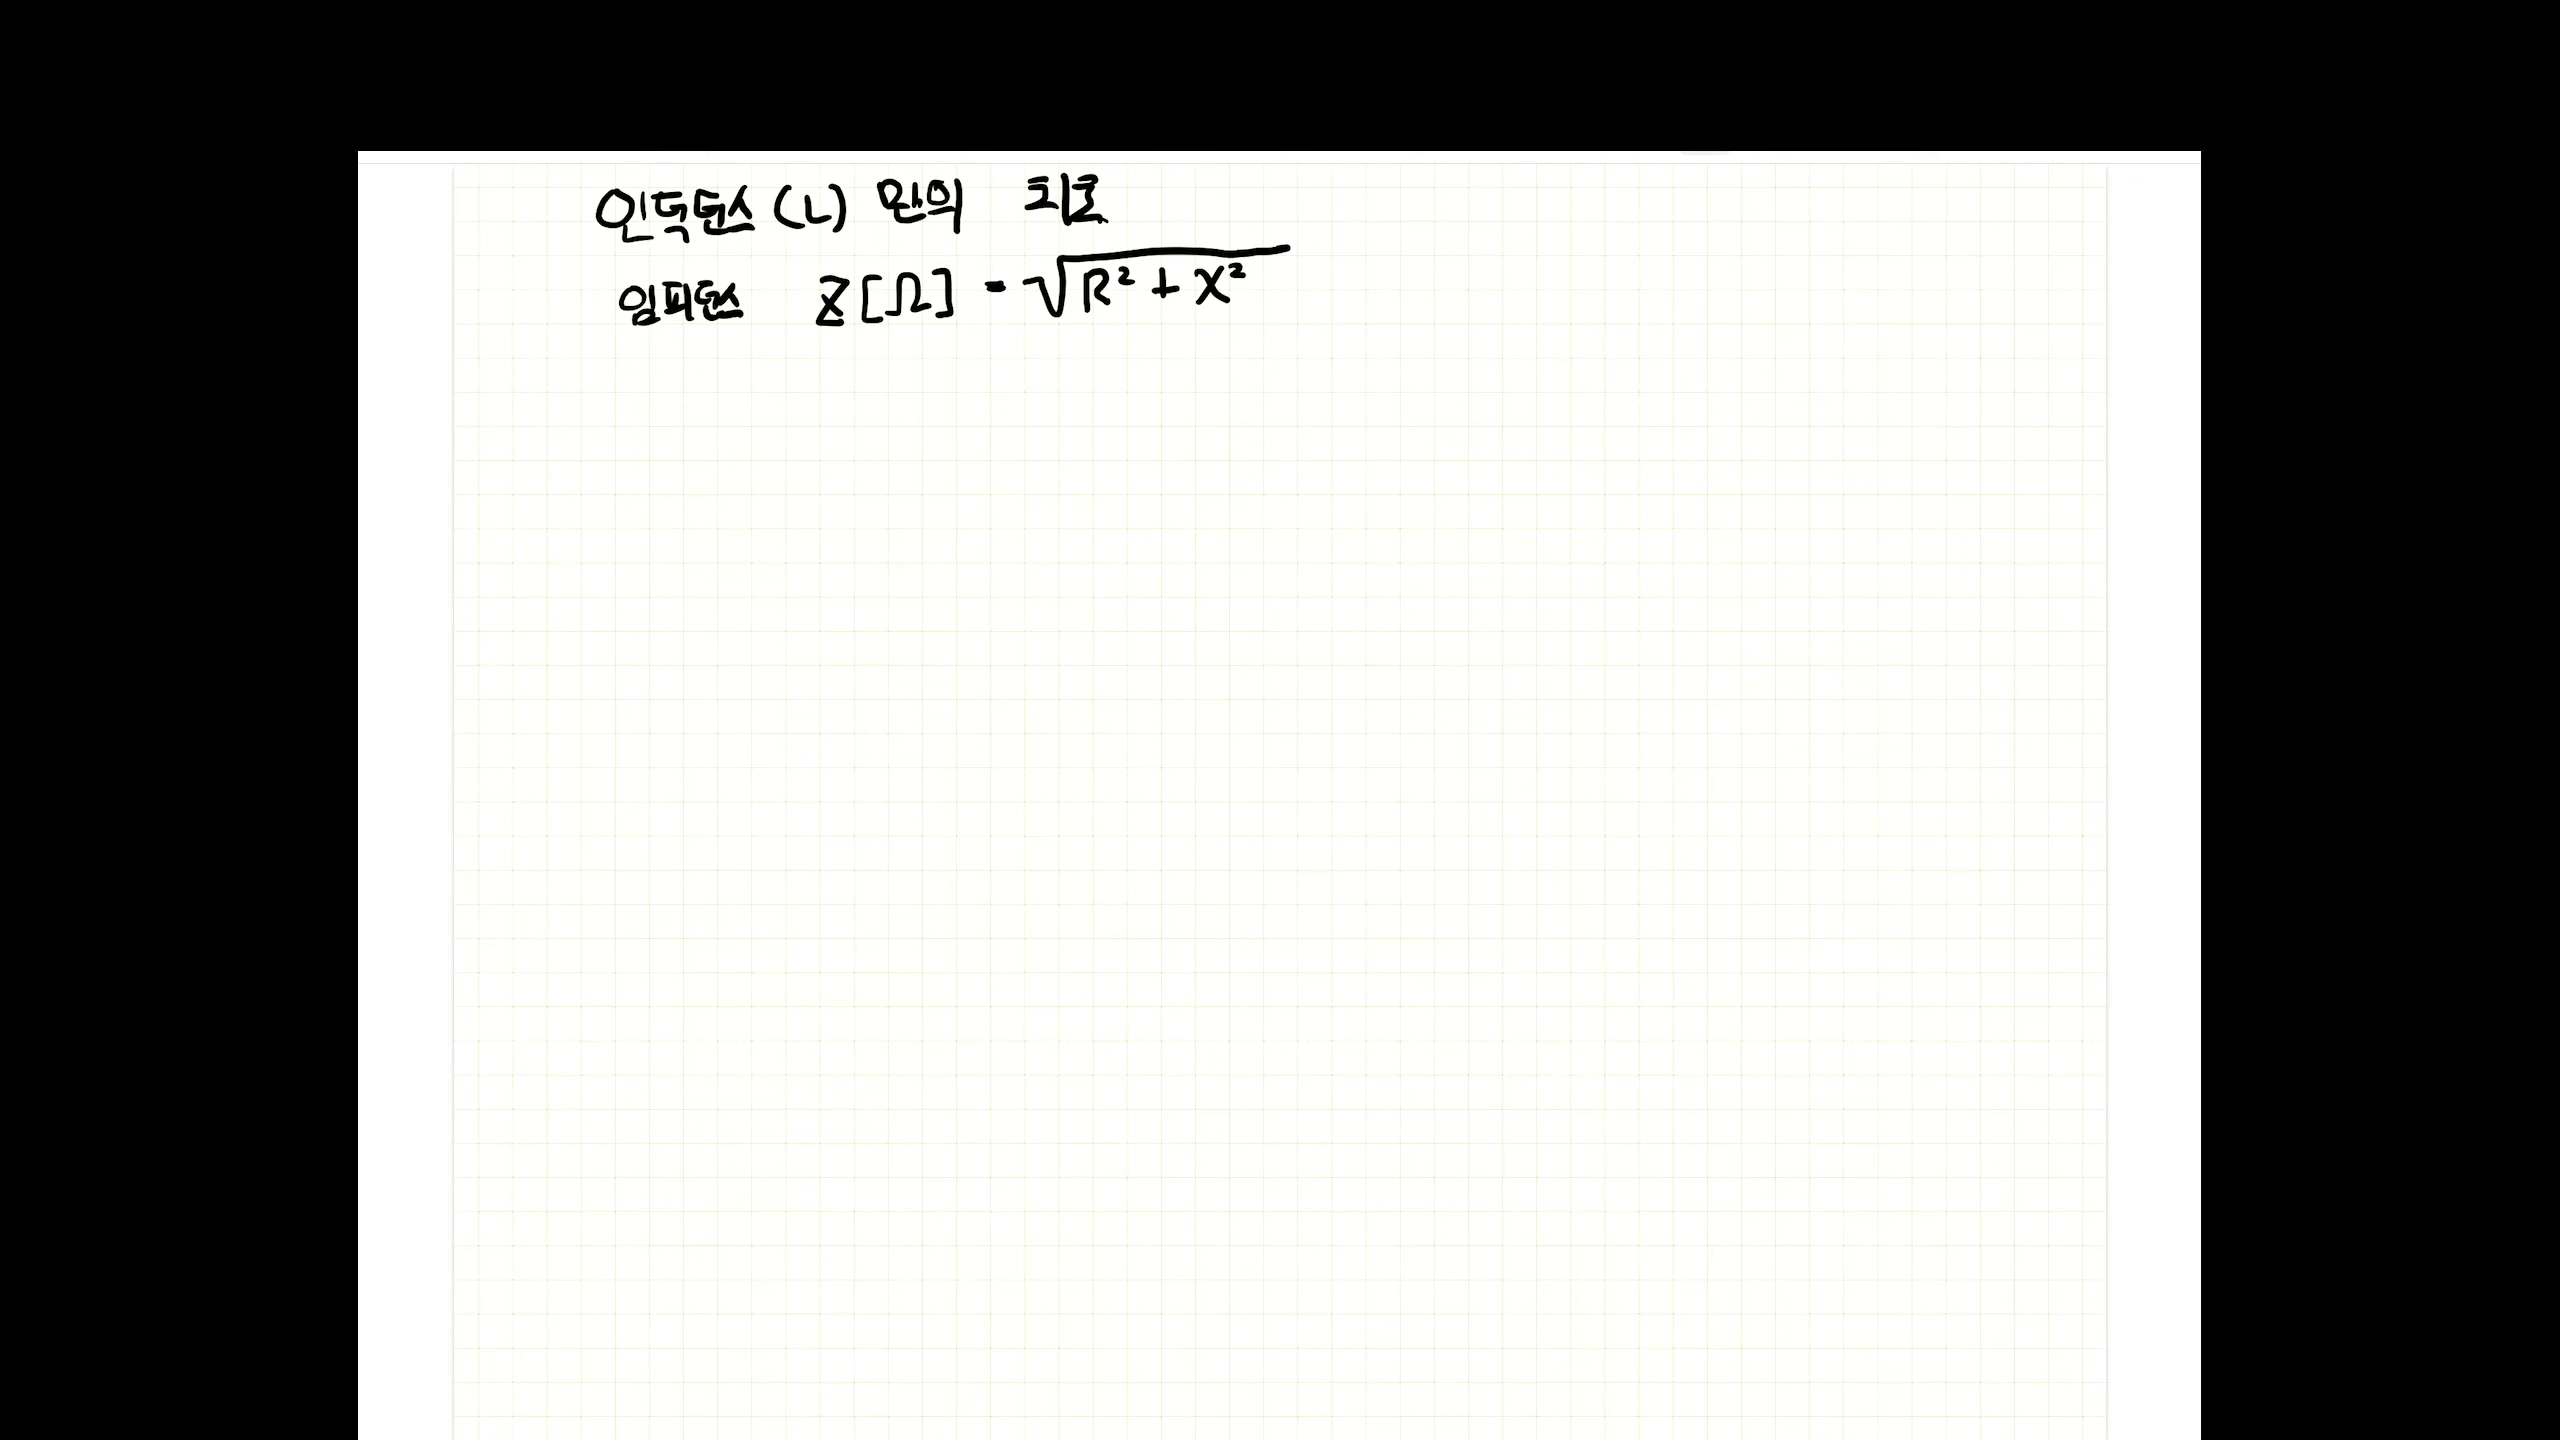 인덕턴스 (L) 만의 회로
임피던스 Z[Ω] = √R² + X²